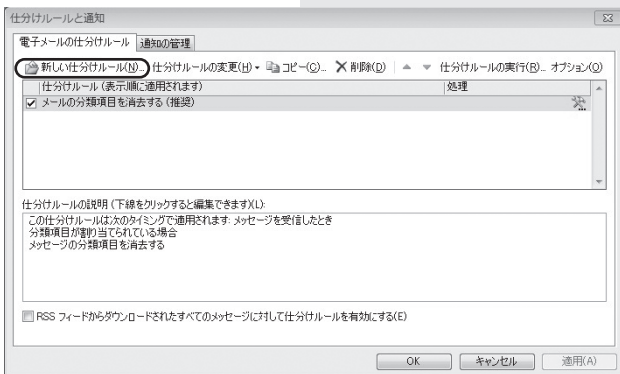 仕分けルールと通知
電子メールの仕分けルール 通知の管理
新しい仕分けルール(N)... 仕分けルールの変更(H) コピー(C)... 削除(D) 仕分けルールの実行(R)... オプション(O)
仕分けルール (表示順に適用されます) 処理
メールの分類項目を消去する (推奨)
仕分けルールの説明 (下線をクリックすると編集できます)(L):
この仕分けルールは次のタイミングで適用されます: メッセージを受信したとき
分類項目が割り当てられている場合
メッセージの分類項目を消去する
RSS フィードからダウンロードされたすべてのメッセージに対して仕分けルールを有効にする(E)
OK キャンセル 適用(A)